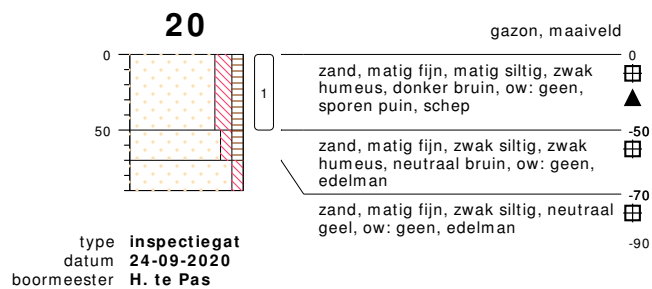 20
gazon, maaiveld
0
0
zand, matig fijn, matig siltig, zwak
humeus, donker bruin, ow: geen,
sporen puin, schep
1
50
-50
zand, matig fijn, zwak siltig, zwak
humeus, neutraal bruin, ow: geen,
edelman
-70
zand, matig fijn, zwak siltig, neutraal
geel, ow: geen, edelman
-90
type inspectiegat
datum 24-09-2020
boormeester H. te Pas